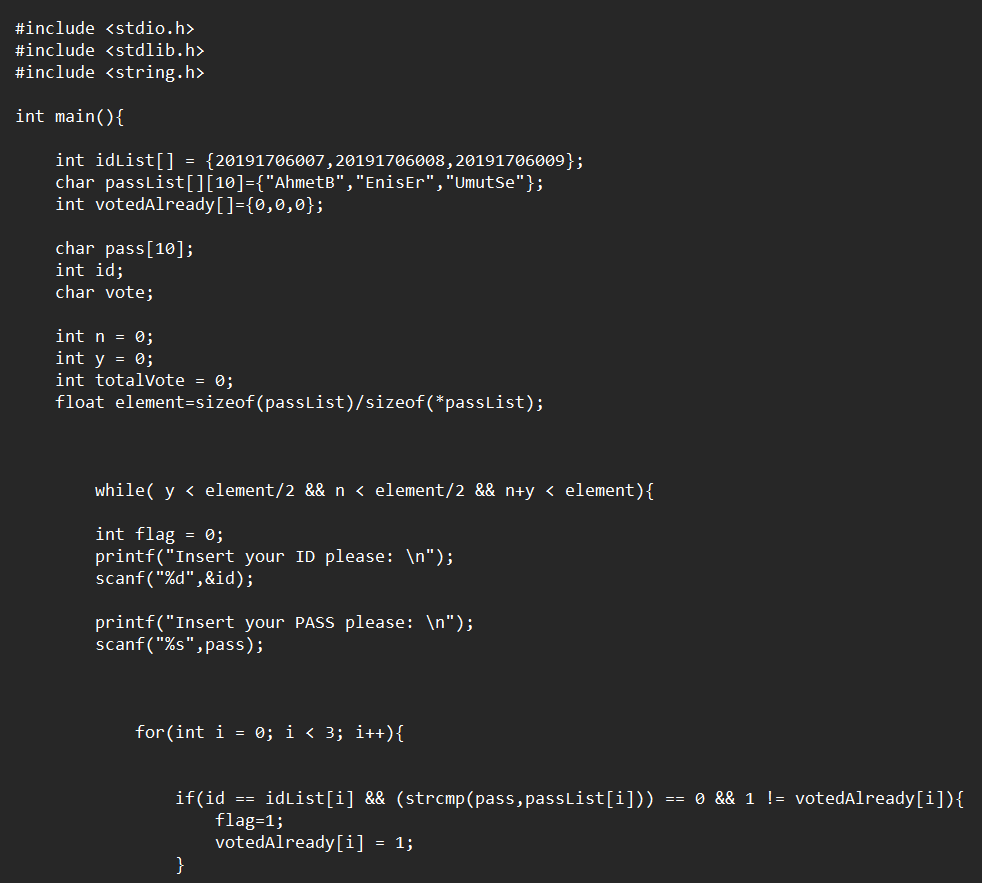 #include <stdio.h>
#include <stdlib.h>
#include <string.h>
int main(){
int idList[] = {20191706007,20191706008,20191706009};
char passList[][10]={"AhmetB","EnisEr","UmutSe"};
int votedAlready[]={0,0,0};
char pass[10];
int id;
char vote;
int n = 0;
int y = 0;
int totalVote = 0;
float element=sizeof(passList)/sizeof(*passList);
while( y < element/2 && n < element/2 && n+y < element){
int flag = 0;
printf("Insert your ID please: \n");
scanf("%d",&id);
printf("Insert your PASS please: \n");
scanf("%s",pass);
for(int i = 0; i < 3; i++){
if(id == idList[i] && (strcmp(pass,passList[i])) == 0 && 1 != votedAlready[i]){
flag=1;
votedAlready[i] = 1;
}